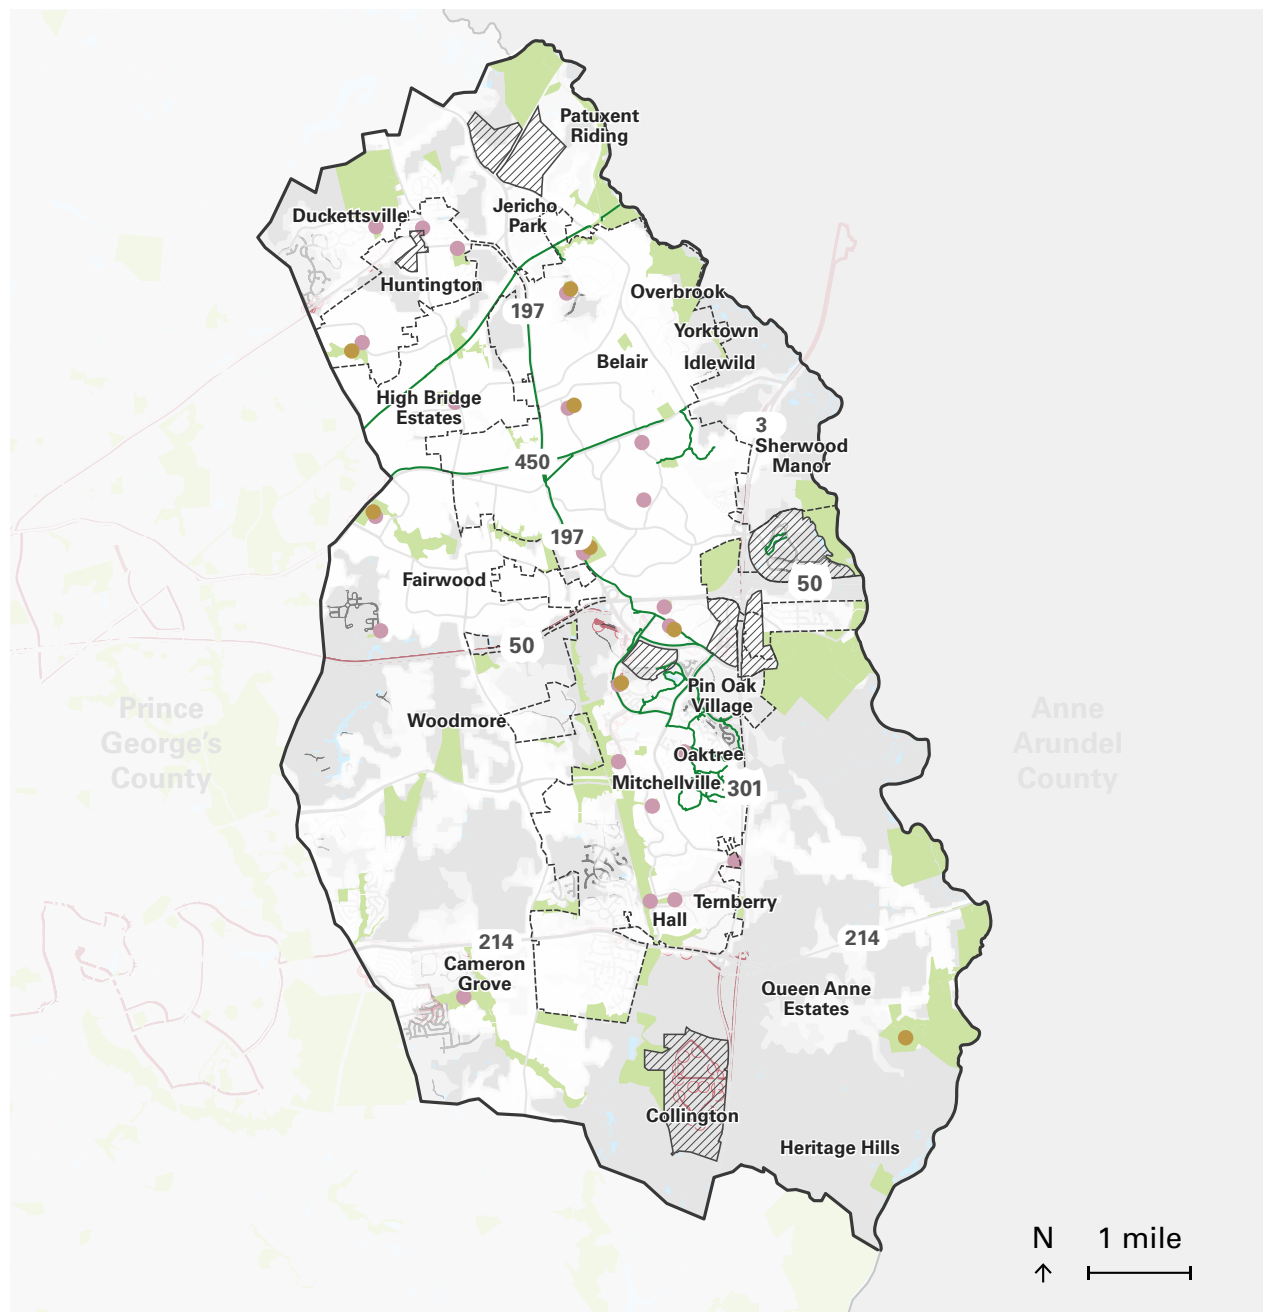 Patuxent
Riding
Duckettsville
Jericho
Park
Huntington
Overbrook
197
Yorktown
Belair
Idlewild
High Bridge
Estates
3
Sherwood
Manor
450
197
Fairwood
50
50
Pin Oak
Village
Prince
George's
County
Woodmore
Anne
Arundel
County
Oaktree
Mitchellville
301
Ternberry
Hall
214
214
Cameron
Grove
Queen Anne
Estates
Collington
Heritage Hills
N
1 mile